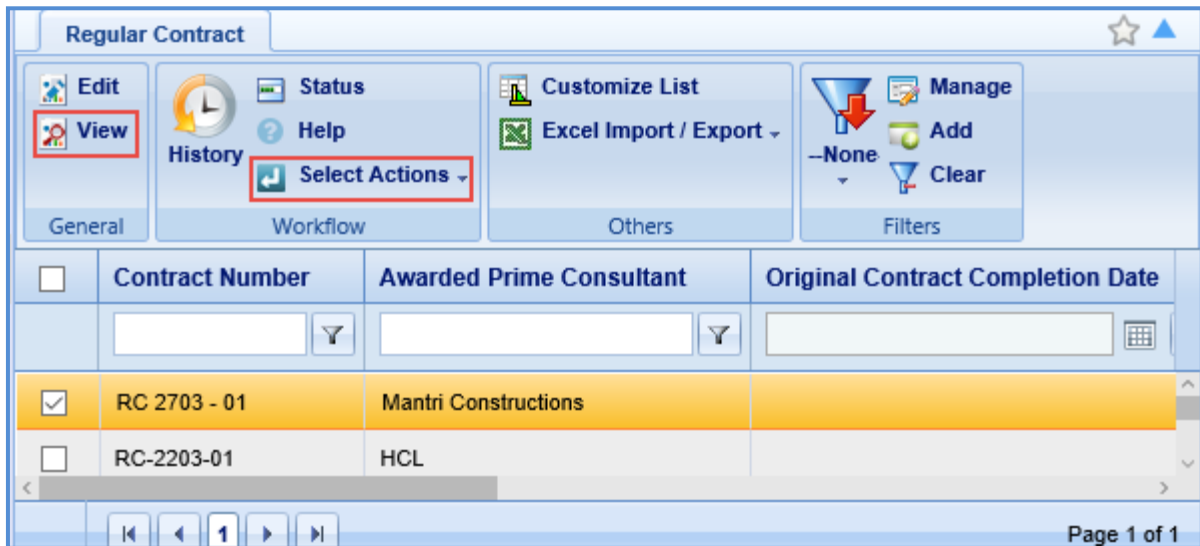 Regular Contract
Edit
View
General
History
Status
Help
Select Actions
Workflow
Customize List
Excel Import / Export
Others
--None
Manage
Add
Clear
Filters
Contract Number Awarded Prime Consultant Original Contract Completion Date
RC 2703 - 01 Mantri Constructions
RC-2203-01 HCL
1 Page 1 of 1